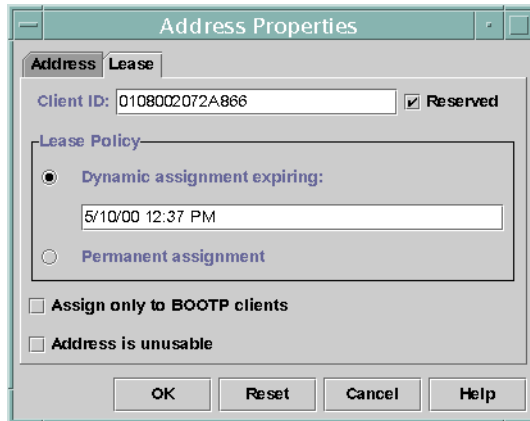 Address Properties
Address Lease
Client ID: 0108002072A866 Reserved
Lease Policy
Dynamic assignment expiring:
5/10/00 12:37 PM
Permanent assignment
Assign only to BOOTP clients
Address is unusable
OK Reset Cancel Help